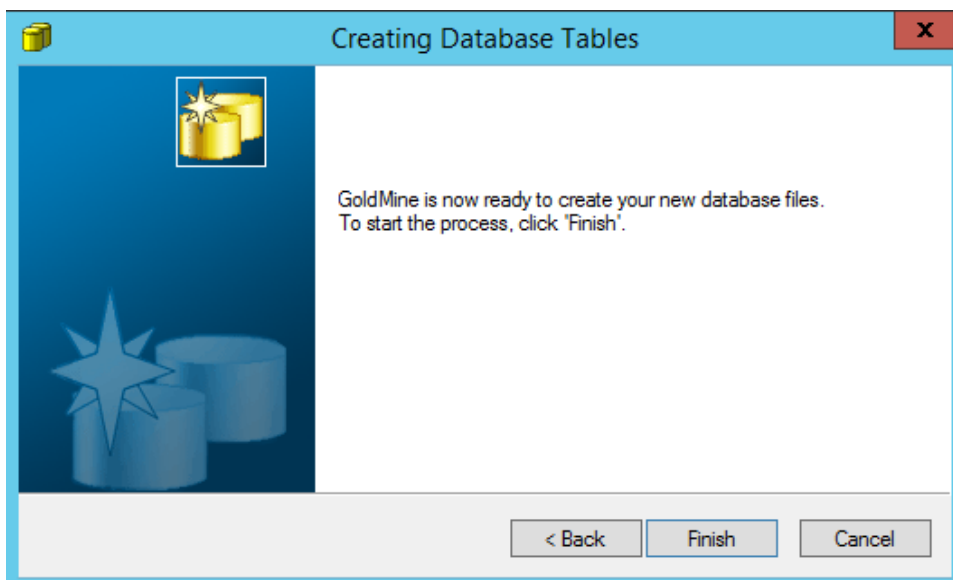 Creating Database Tables
x
GoldMine is now ready to create your new database files.
To start the process, click 'Finish'.
< Back
Finish
Cancel